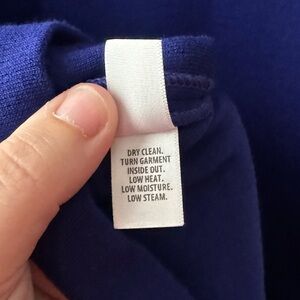 DRY CLEAN.
TURN GARMENT
INSIDE OUT.
LOW HEAT.
LOW MOISTURE.
LOW STEAM.